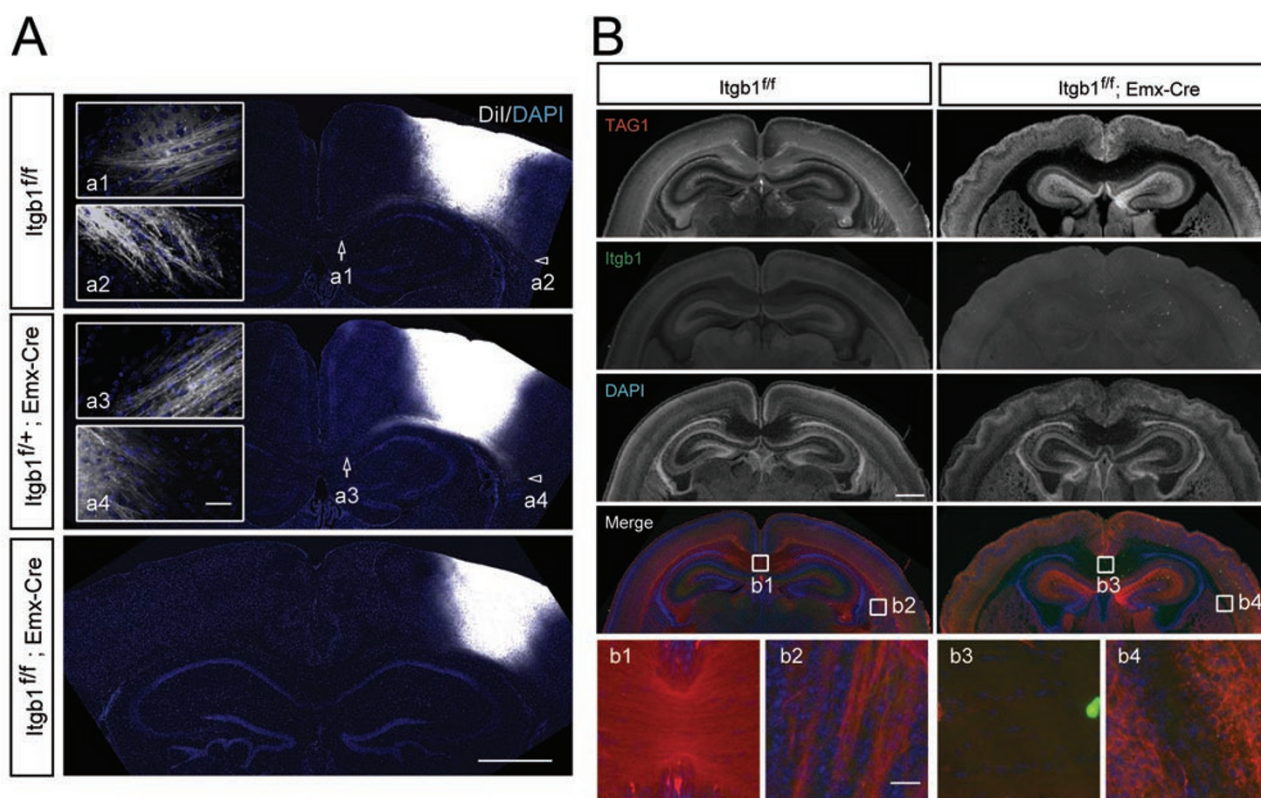 A
Itgb1f/f
DiI/DAPI
a1
a2
a1
a2
Itgb1f/+; Emx-Cre
a3
a4
a3
a4
Itgb1f/f; Emx-Cre
B
Itgb1f/f
Itgb1f/f; Emx-Cre
TAG1
Itgb1
DAPI
Merge
b1
b2
b3
b4
b1
b2
b3
b4